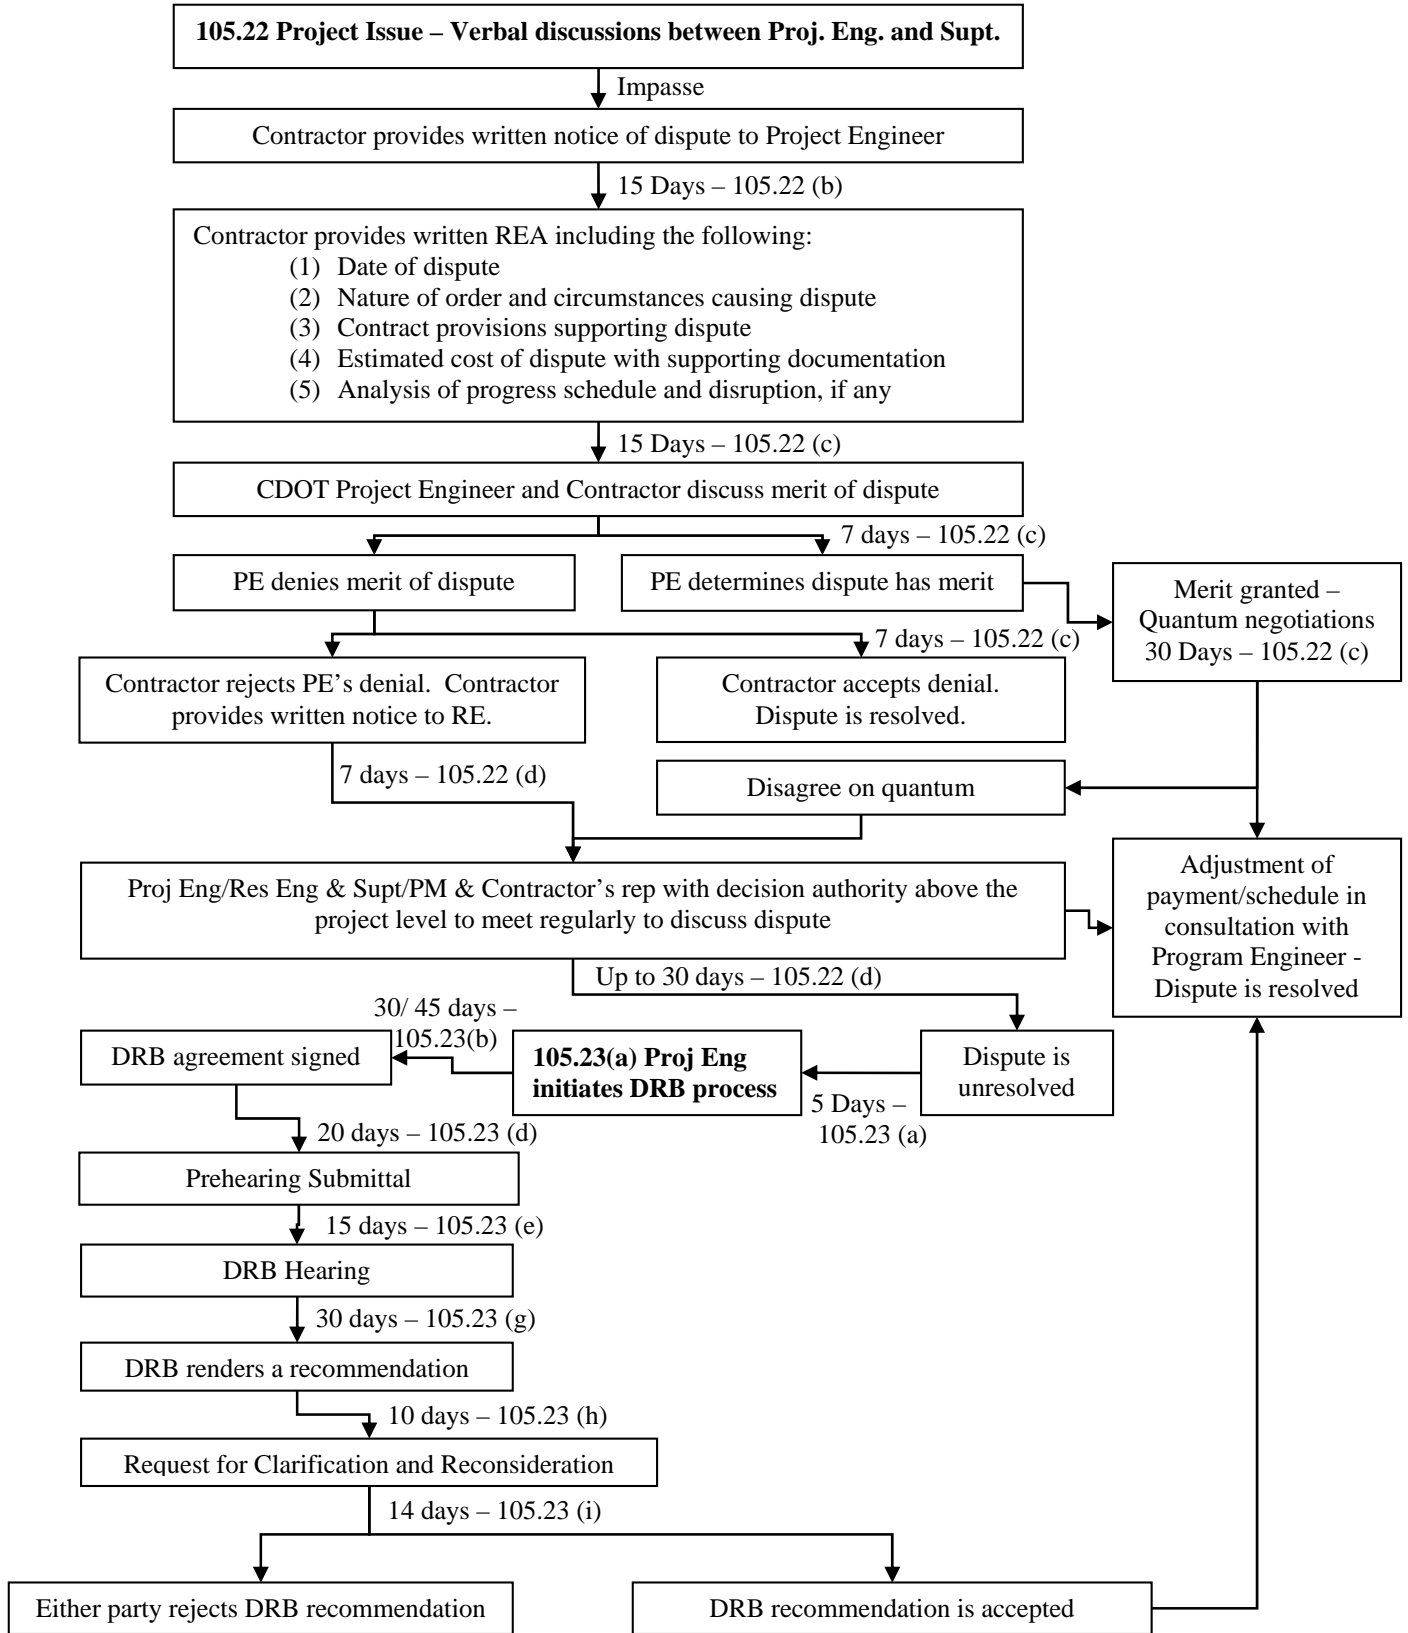 105.22 Project Issue – Verbal discussions between Proj. Eng. and Supt.
Impasse
Contractor provides written notice of dispute to Project Engineer
15 Days – 105.22 (b)
Contractor provides written REA including the following:
(1) Date of dispute
(2) Nature of order and circumstances causing dispute
(3) Contract provisions supporting dispute
(4) Estimated cost of dispute with supporting documentation
(5) Analysis of progress schedule and disruption, if any
15 Days – 105.22 (c)
CDOT Project Engineer and Contractor discuss merit of dispute
7 days – 105.22 (c)
PE denies merit of dispute
PE determines dispute has merit
Merit granted –
Quantum negotiations
30 Days – 105.22 (c)
7 days – 105.22 (c)
Contractor rejects PE’s denial.  Contractor
provides written notice to RE.
Contractor accepts denial.
Dispute is resolved.
7 days – 105.22 (d)
Disagree on quantum
Proj Eng/Res Eng & Supt/PM & Contractor’s rep with decision authority above the
project level to meet regularly to discuss dispute
Adjustment of
payment/schedule in
consultation with
Program Engineer -
Dispute is resolved
Up to 30 days – 105.22 (d)
30/ 45 days –
105.23(b)
DRB agreement signed
105.23(a) Proj Eng
initiates DRB process
Dispute is
unresolved
5 Days –
105.23 (a)
20 days – 105.23 (d)
Prehearing Submittal
15 days – 105.23 (e)
DRB Hearing
30 days – 105.23 (g)
DRB renders a recommendation
10 days – 105.23 (h)
Request for Clarification and Reconsideration
14 days – 105.23 (i)
Either party rejects DRB recommendation
DRB recommendation is accepted